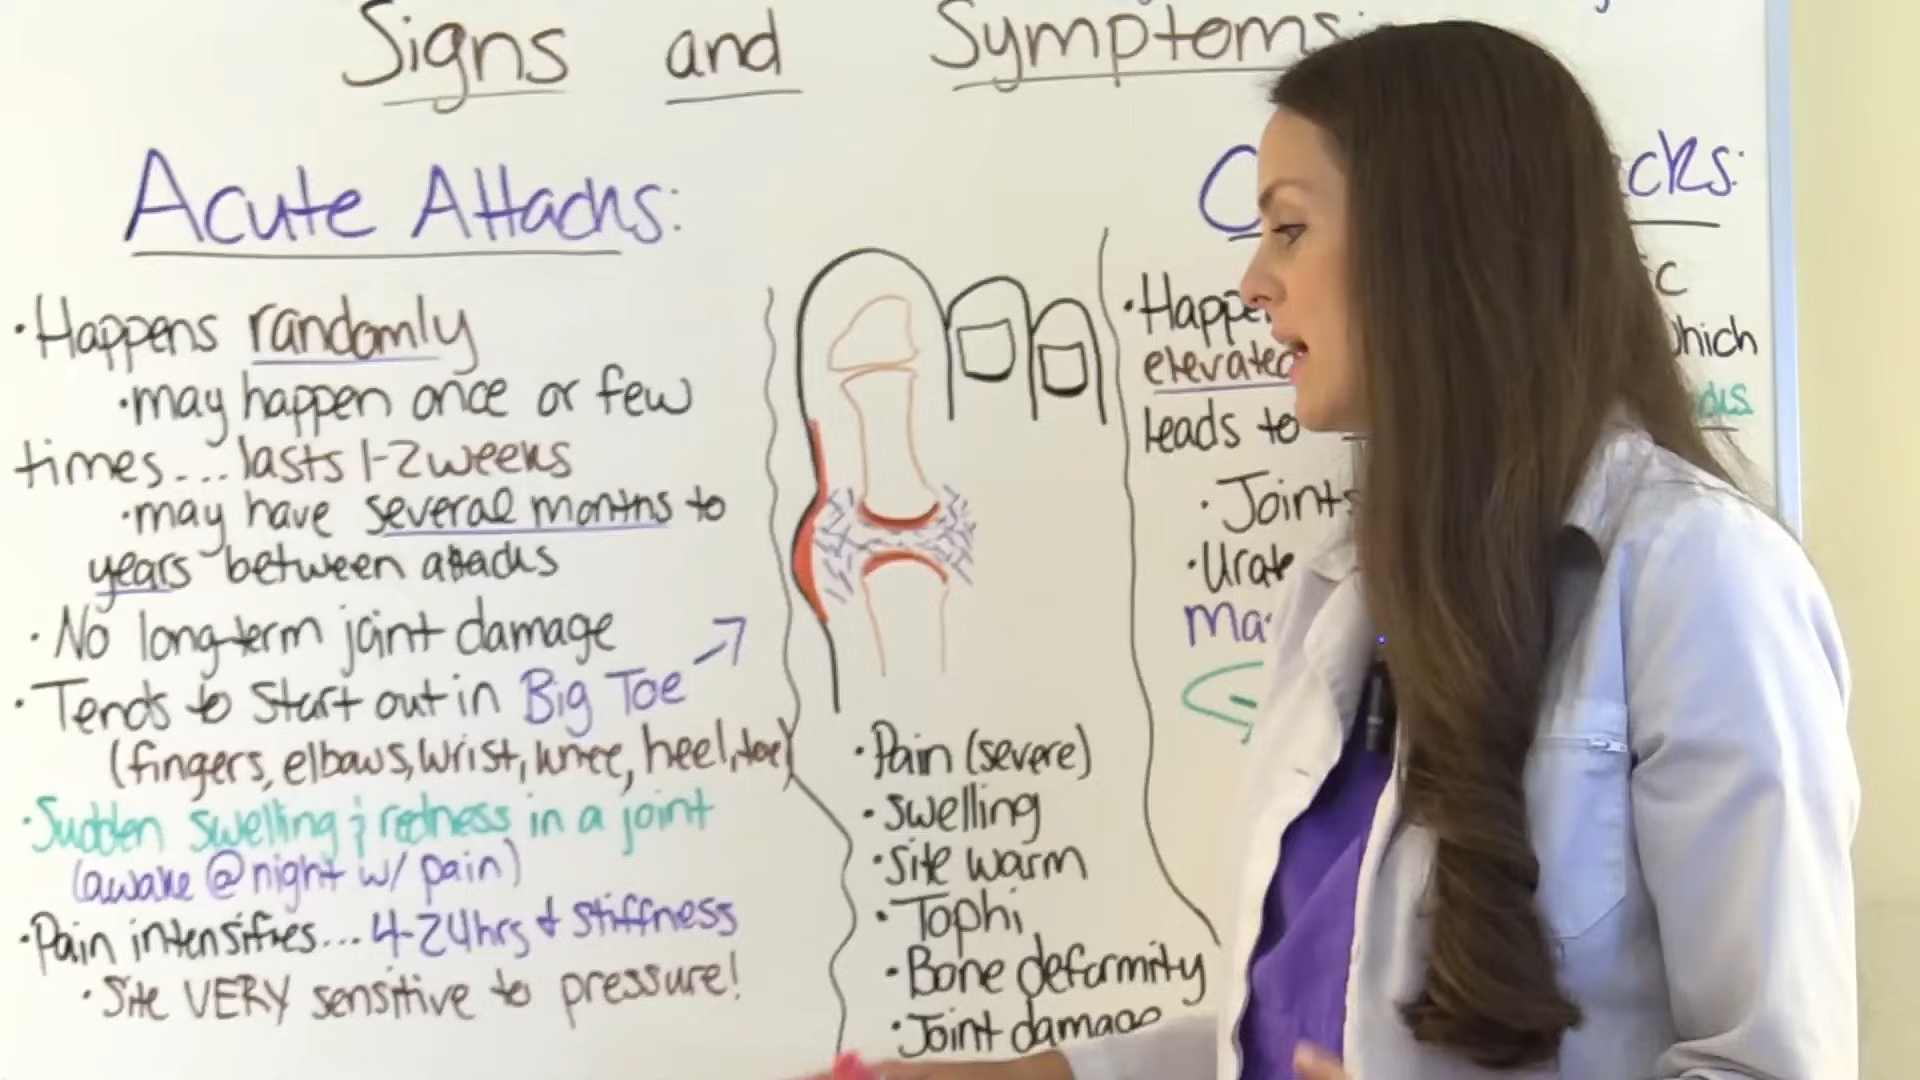 Signs and Symptoms:
Acute Attacks:
• Happens randomly
• may happen once or few
times... lasts 1-2 weeks
• may have several months to
years between attacks
• No long-term joint damage
• Tends to start out in Big Toe
(fingers, elbows, wrist, knee, heel, toe)
• Sudden swelling & redness in a joint
(awake @ night w/ pain)
• Pain intensifies... 4-24hrs & stiffness
• Site VERY sensitive to pressure!
• Pain (severe)
• swelling
• site warm
• Tophi
• Bone deformity
• Joint damage
C cks:
• Happe c
elevated which
leads to
• Joints
• Urate
Ma